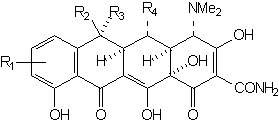 R2 R3 R4 NMe2
R1 H H OH
OH CONH2
OH O OH O